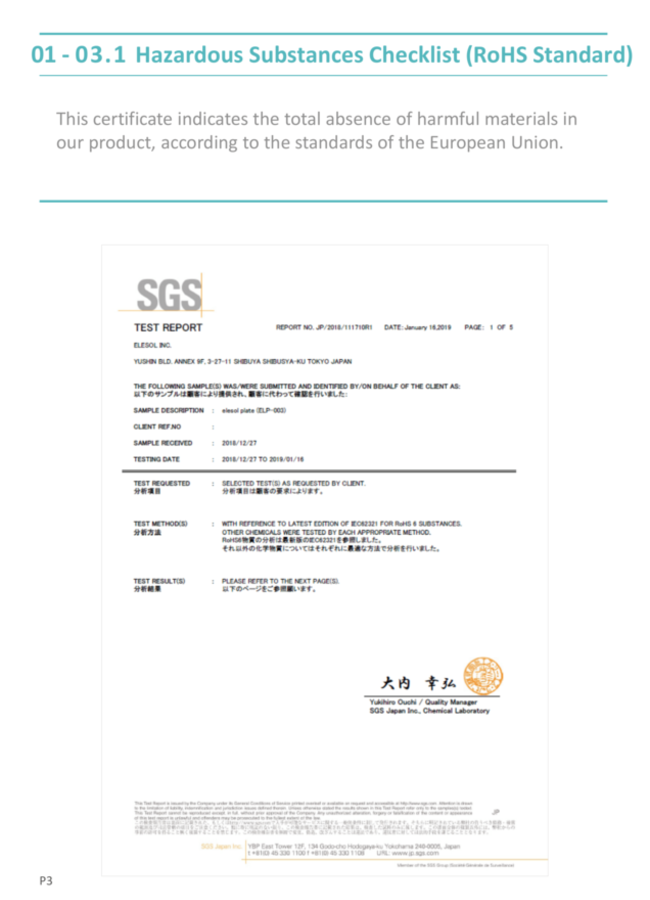 01 - 03.1 Hazardous Substances Checklist (RoHS Standard)
This certificate indicates the total absence of harmful materials in
our product, according to the standards of the European Union.
SGS
TEST REPORT REPORT NO. JP/2018/111710R1 DATE: January 16,2019 PAGE: 1 OF 5
ELESOL INC.
YUSHIN BLD. ANNEX 9F, 3-27-11 SHIBUYA SHIBUSYA-KU TOKYO JAPAN
THE FOLLOWING SAMPLE(S) WAS/WERE SUBMITTED AND IDENTIFIED BY/ON BEHALF OF THE CLIENT AS:
以下のサンプルは顧客により提供され、顧客に代わって確認を行いました:
SAMPLE DESCRIPTION : elesol plate (ELP-003)
CLIENT REF.NO :
SAMPLE RECEIVED : 2018/12/27
TESTING DATE : 2018/12/27 TO 2019/01/16
TEST REQUESTED : SELECTED TEST(S) AS REQUESTED BY CLIENT.
分析項目 分析項目は顧客の要求によります。
TEST METHOD(S) : WITH REFERENCE TO LATEST EDITION OF IEC62321 FOR RoHS 6 SUBSTANCES.
分析方法 OTHER CHEMICALS WERE TESTED BY EACH APPROPRIATE METHOD.
RoHS6物質の分析は最新版のIEC62321を参照しました。
それ以外の化学物質についてはそれぞれに最適な方法で分析を行いました。
TEST RESULT(S) : PLEASE REFER TO THE NEXT PAGE(S).
分析結果 以下のページをご参照願います。
大内 幸弘
Yukihiro Ouchi / Quality Manager
SGS Japan Inc., Chemical Laboratory
JP
SGS Japan Inc. YBP East Tower 12F, 134 Godo-cho Hodogaya-ku Yokohama 240-0005, Japan
t +81(0) 45 330 1100 f +81(0) 45 330 1106 URL: www.jp.sgs.com
Member of the SGS Group (Société Générale de Surveillance)
P3